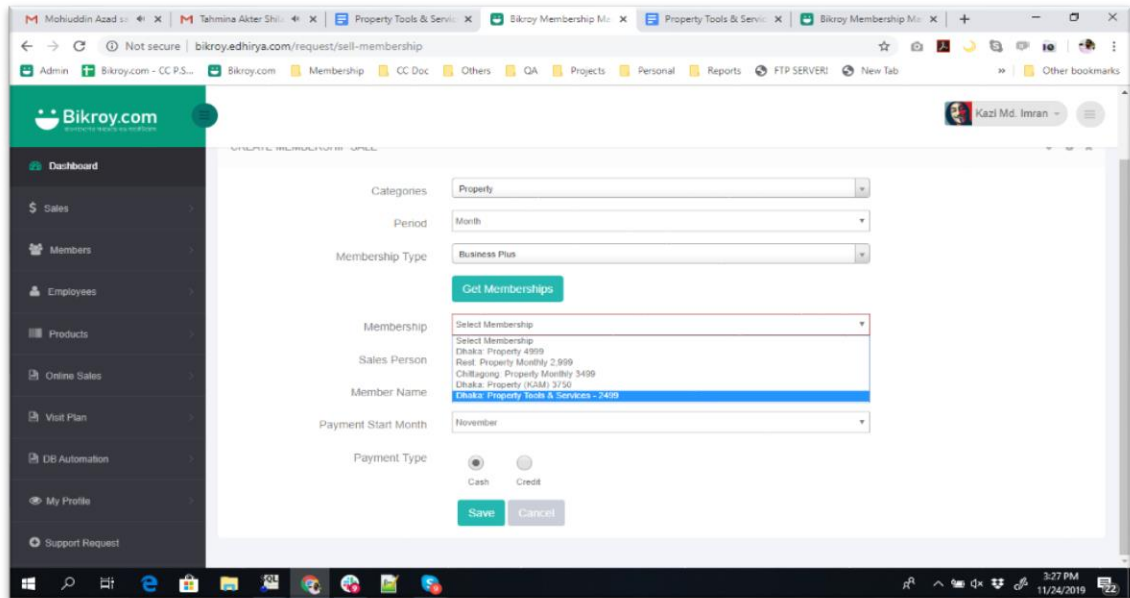 Mohiuddin Azad sa
Tahmina Akter Shila
Property Tools & Servic
Bikroy Membership Ma
Property Tools & Servic
Bikroy Membership Ma
Not secure | bikroy.edhirya.com/request/sell-membership
Admin
Bikroy.com - CC P.S...
Bikroy.com
Membership
CC Doc
Others
QA
Projects
Personal
Reports
FTP SERVER!
New Tab
Other bookmarks
Bikroy.com
Kazi Md. Imran
CREATE MEMBERSHIP SALE
Dashboard
Sales
Members
Employees
Products
Online Sales
Visit Plan
DB Automation
My Profile
Support Request
Categories
Property
Period
Month
Membership Type
Business Plus
Get Memberships
Membership
Select Membership
Select Membership
Dhaka: Property 4999
Rest: Property Monthly 2,999
Chittagong: Property Monthly 3499
Dhaka: Property (KAM) 3750
Dhaka: Property Tools & Services - 2499
Sales Person
Member Name
Payment Start Month
November
Payment Type
Cash
Credit
Save
Cancel
3:27 PM
11/24/2019
22